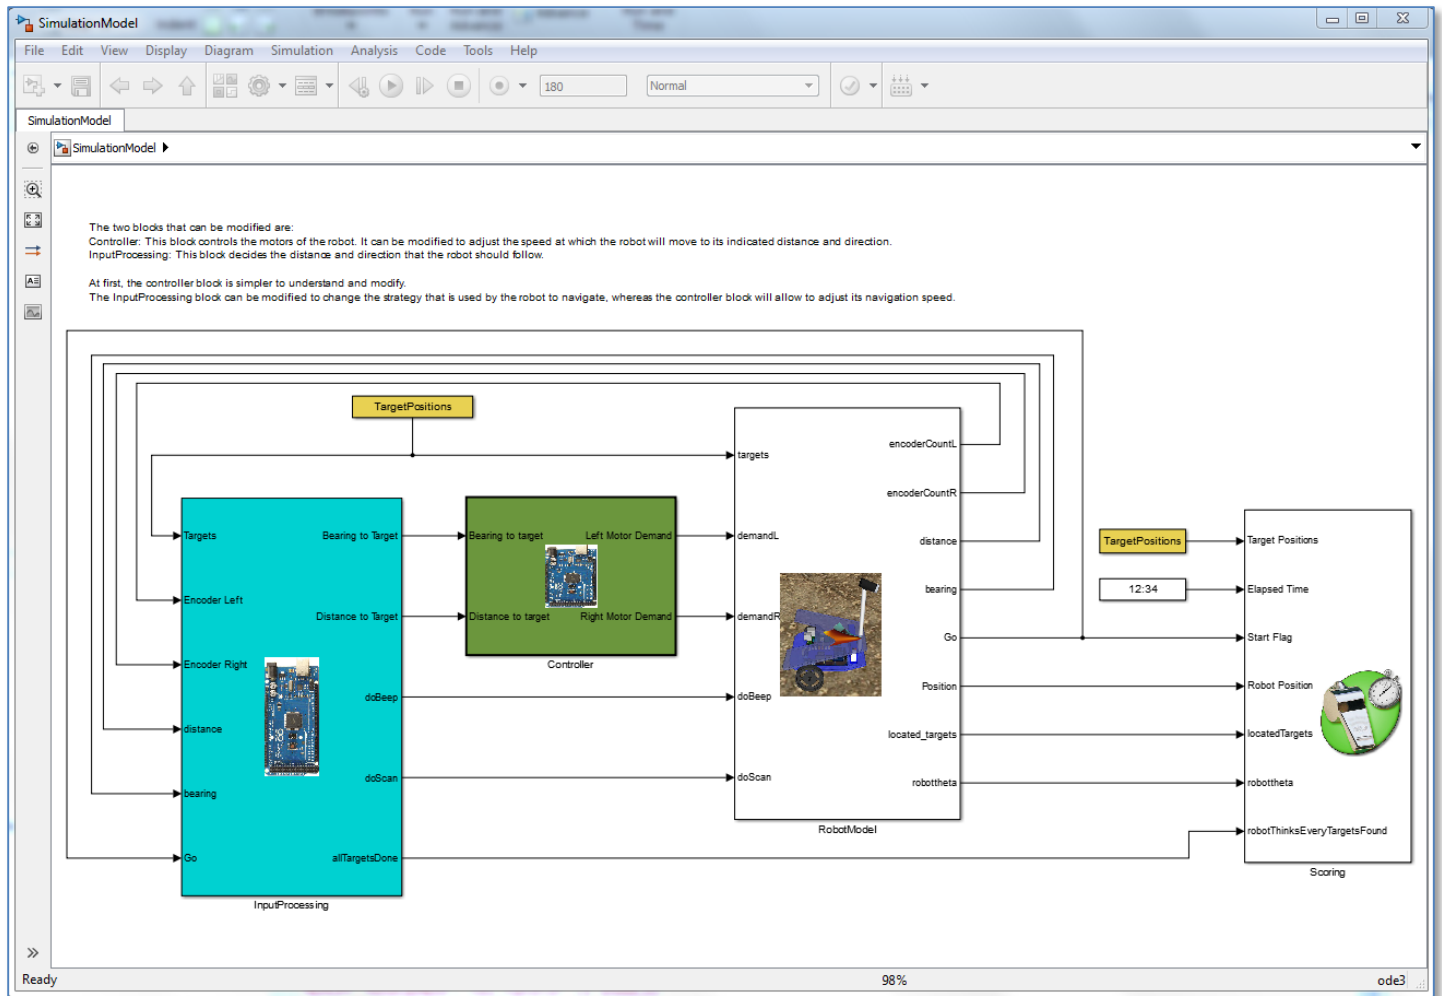 SimulationModel
File Edit View Display Diagram Simulation Analysis Code Tools Help
180
Normal
SimulationModel
SimulationModel
The two blocks that can be modified are:
Controller: This block controls the motors of the robot. It can be modified to adjust the speed at which the robot will move to its indicated distance and direction.
InputProcessing: This block decides the distance and direction that the robot should follow.
At first, the controller block is simpler to understand and modify.
The InputProcessing block can be modified to change the strategy that is used by the robot to navigate, whereas the controller block will allow to adjust its navigation speed.
TargetPositions
Targets
Encoder Left
Encoder Right
distance
bearing
Go
Bearing to Target
Distance to Target
doBeep
doScan
allTargetsDone
InputProcessing
Bearing to target
Distance to target
Left Motor Demand
Right Motor Demand
Controller
targets
demandL
demandR
doBeep
doScan
encoderCountL
encoderCountR
distance
bearing
Go
Position
located_targets
robottheta
RobotModel
TargetPositions
12:34
Target Positions
Elapsed Time
Start Flag
Robot Position
locatedTargets
robottheta
robotThinksEveryTargetsFound
Scoring
Ready
98%
ode3